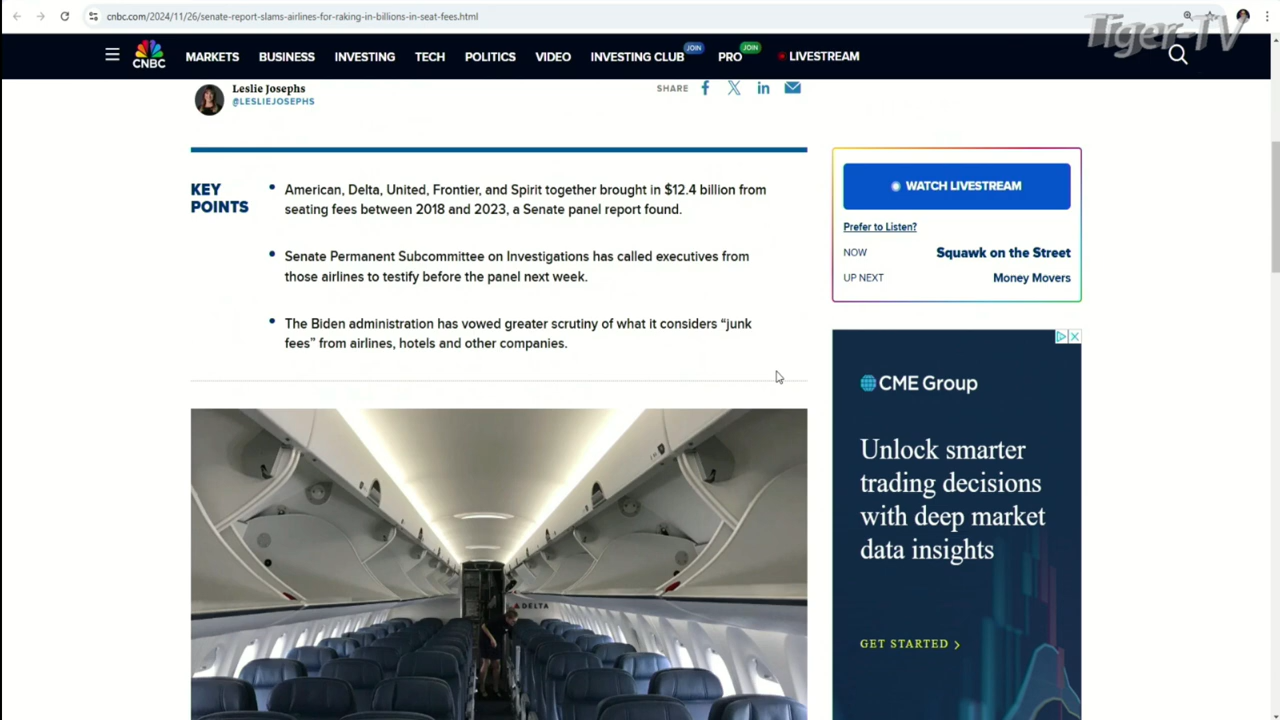 cnbc.com/2024/11/26/senate-report-slams-airlines-for-raking-in-billions-in-seat-fees.html
Tiger-TV
CNBC
MARKETS
BUSINESS
INVESTING
TECH
POLITICS
VIDEO
INVESTING CLUB
JOIN
PRO
JOIN
LIVESTREAM
Leslie Josephs
@LESLIEJOSEPHS
SHARE
KEY
POINTS
American, Delta, United, Frontier, and Spirit together brought in $12.4 billion from
seating fees between 2018 and 2023, a Senate panel report found.
Senate Permanent Subcommittee on Investigations has called executives from
those airlines to testify before the panel next week.
The Biden administration has vowed greater scrutiny of what it considers “junk
fees” from airlines, hotels and other companies.
WATCH LIVESTREAM
Prefer to Listen?
NOW
Squawk on the Street
UP NEXT
Money Movers
CME Group
Unlock smarter
trading decisions
with deep market
data insights
GET STARTED
DELTA